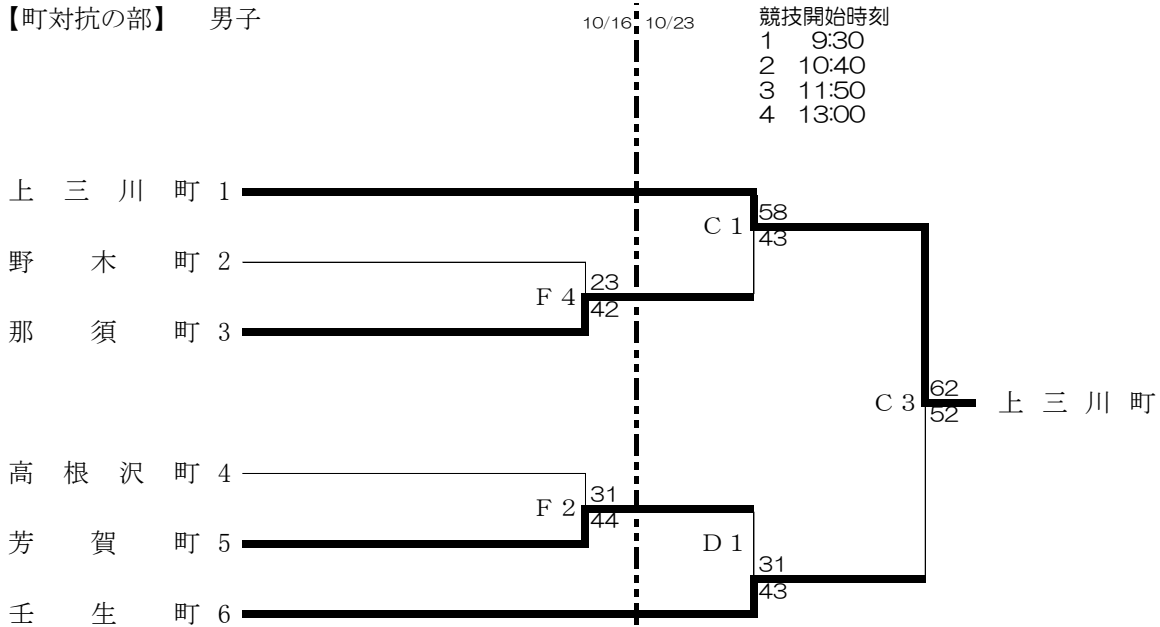 【町対抗の部】 男子
10/16 10/23
競技開始時刻
1 9:30
2 10:40
3 11:50
4 13:00
上三川町 1
58
C 1
43
野木町 2
23
F 4
42
那須町 3
62
C 3 上三川町
52
高根沢町 4
31
F 2
44
芳賀町 5
D 1
31
43
壬生町 6